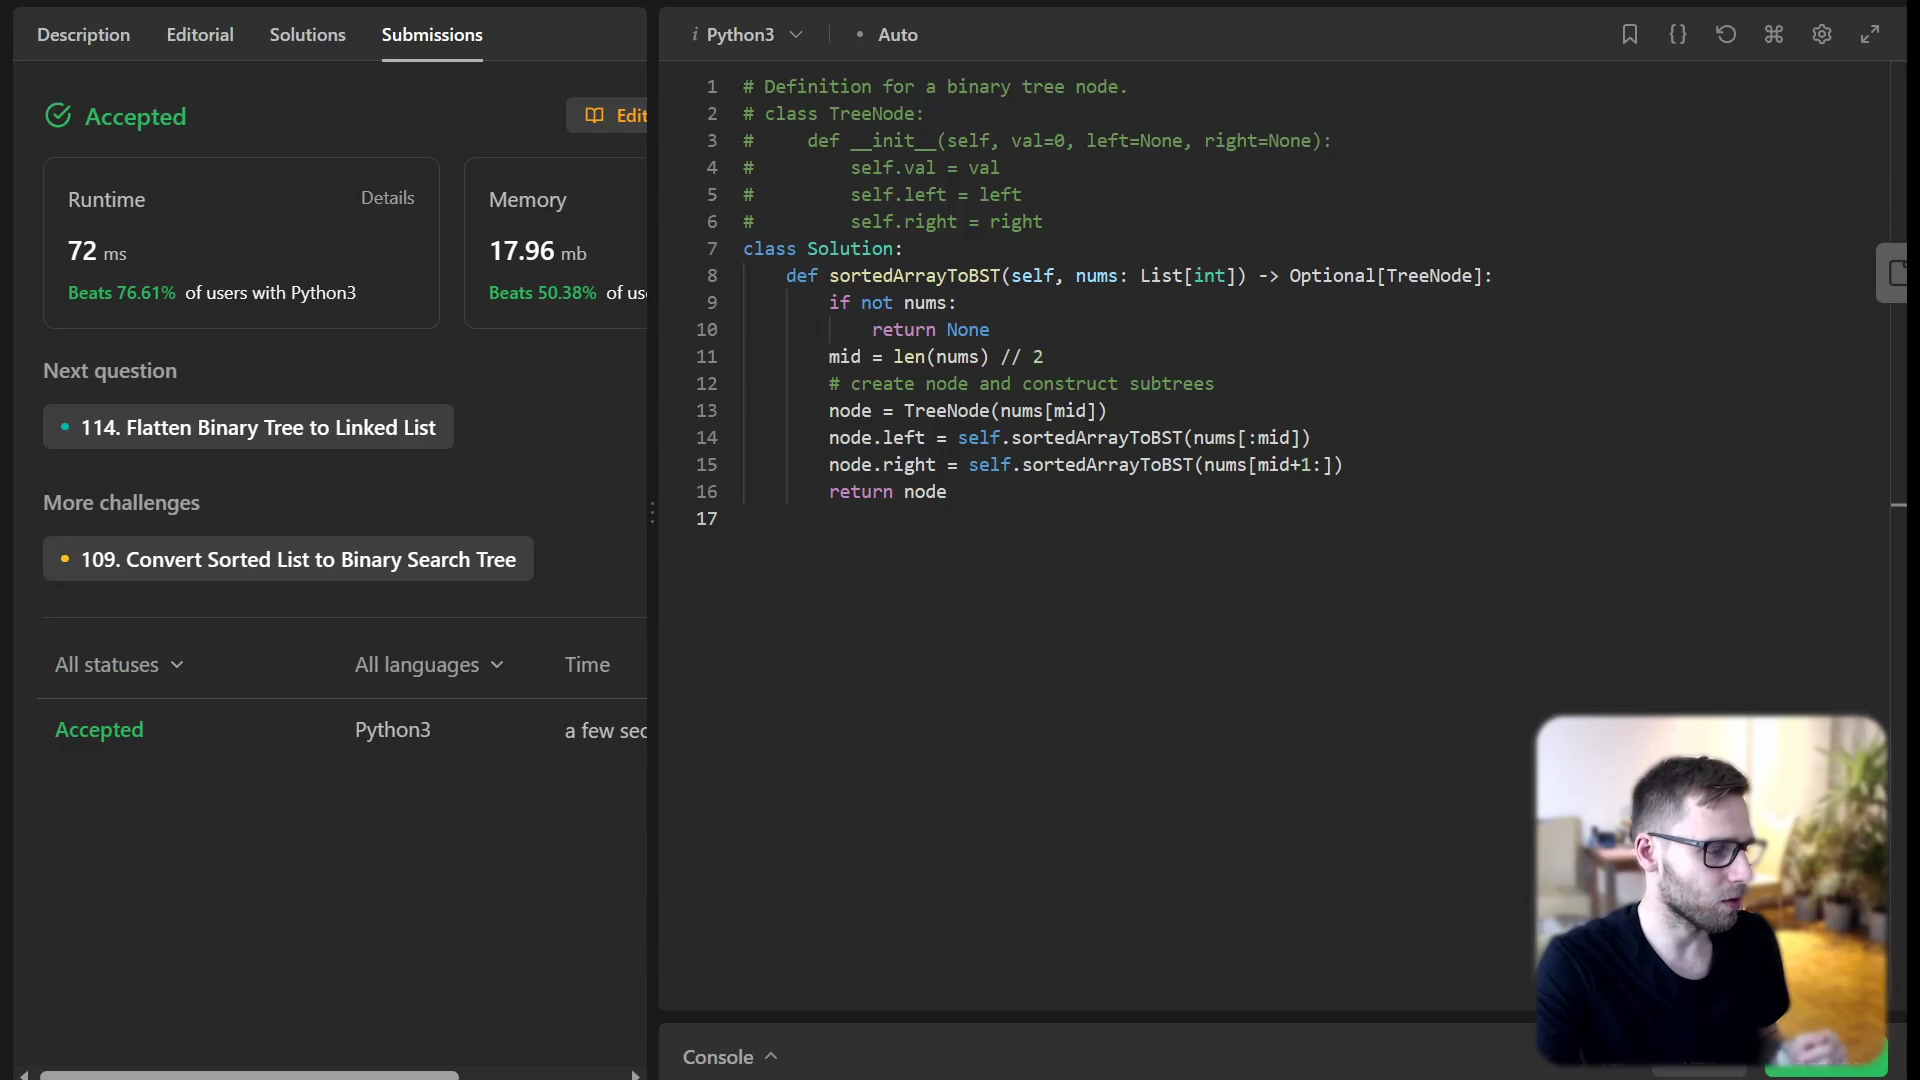 Description Editorial Solutions Submissions
Accepted
Edit
Runtime Details
72 ms
Beats 76.61% of users with Python3
Memory
17.96 mb
Beats 50.38% of use
Next question
114. Flatten Binary Tree to Linked List
More challenges
109. Convert Sorted List to Binary Search Tree
All statuses All languages Time
Accepted Python3 a few sec
i Python3 • Auto
1 # Definition for a binary tree node.
2 # class TreeNode:
3 #     def __init__(self, val=0, left=None, right=None):
4 #         self.val = val
5 #         self.left = left
6 #         self.right = right
7 class Solution:
8     def sortedArrayToBST(self, nums: List[int]) -> Optional[TreeNode]:
9         if not nums:
10             return None
11         mid = len(nums) // 2
12         # create node and construct subtrees
13         node = TreeNode(nums[mid])
14         node.left = self.sortedArrayToBST(nums[:mid])
15         node.right = self.sortedArrayToBST(nums[mid+1:])
16         return node
17
Console